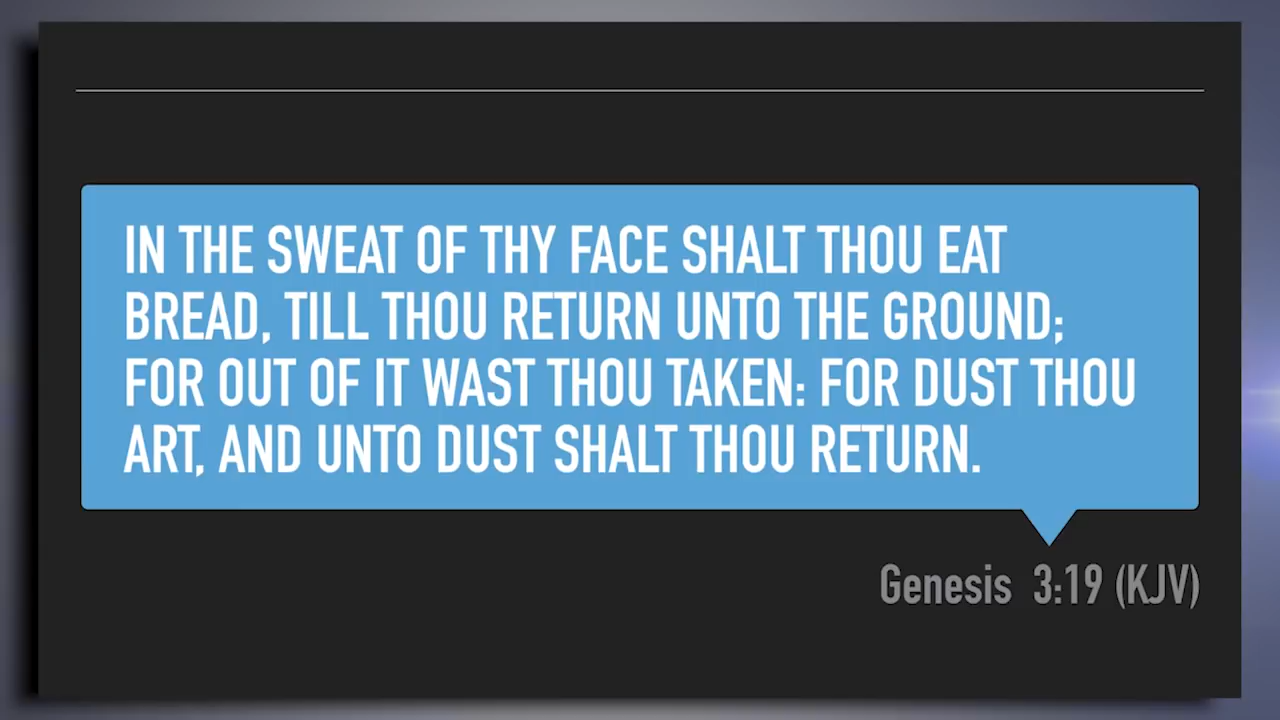 IN THE SWEAT OF THY FACE SHALT THOU EAT
BREAD, TILL THOU RETURN UNTO THE GROUND;
FOR OUT OF IT WAST THOU TAKEN: FOR DUST THOU
ART, AND UNTO DUST SHALT THOU RETURN.
Genesis 3:19 (KJV)